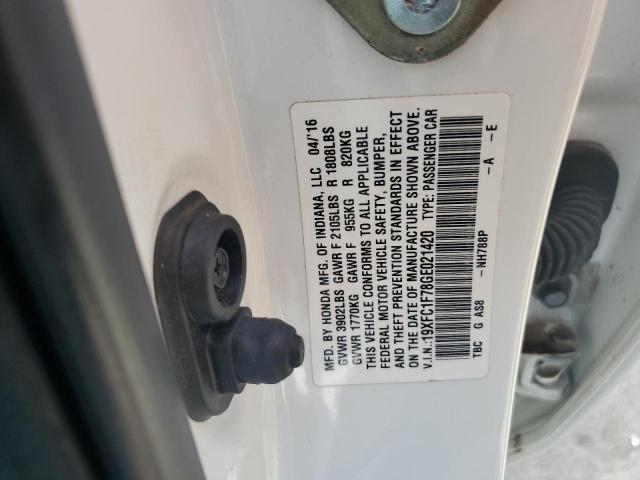 MFD. BY HONDA MFG. OF INDIANA, LLC 04/'16
GVWR 3902LBS GAWR F 2105LBS R 1808LBS
GVWR 1770KG GAWR F 955KG R 820KG
THIS VEHICLE CONFORMS TO ALL APPLICABLE
FEDERAL MOTOR VEHICLE SAFETY, BUMPER,
AND THEFT PREVENTION STANDARDS IN EFFECT
ON THE DATE OF MANUFACTURE SHOWN ABOVE.
V.I.N.:19XFC1F78GE021420 TYPE: PASSENGER CAR
TBC G AS8 -NH788P -A -E